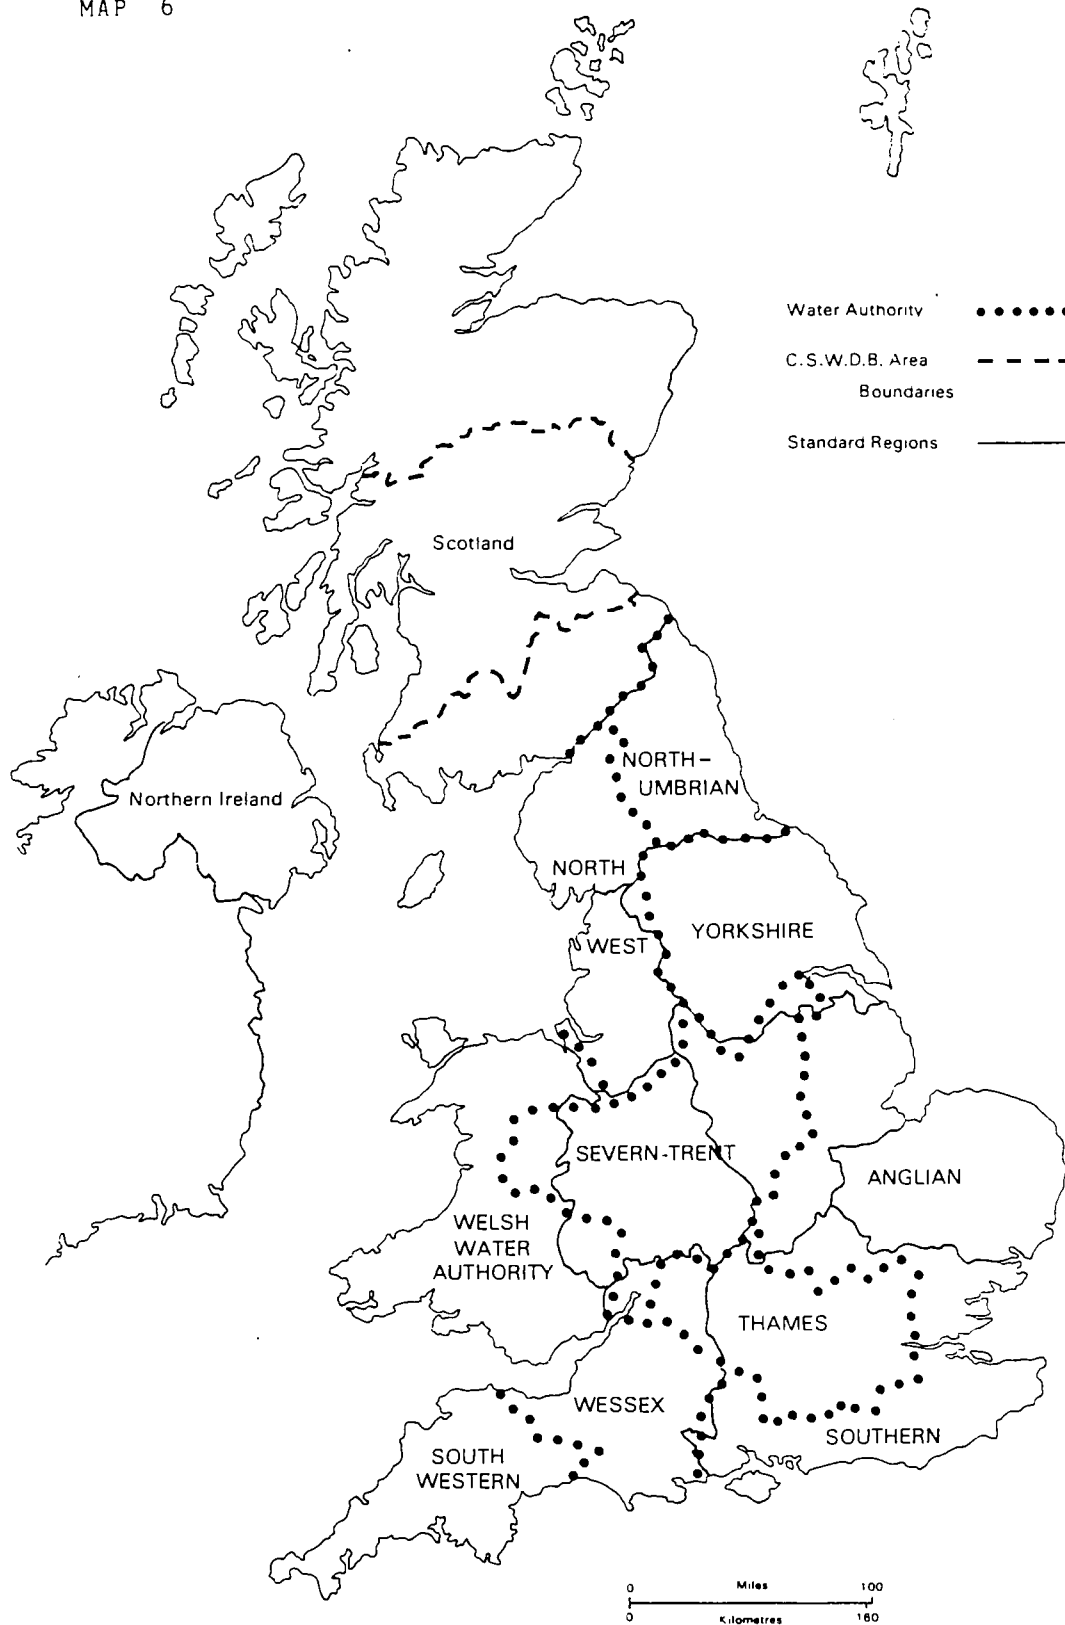 MAP 6
Water Authority
C.S.W.D.B. Area
Boundaries
Standard Regions
Scotland
NORTH-
UMBRIAN
Northern Ireland
NORTH
WEST
YORKSHIRE
SEVERN-TRENT
ANGLIAN
WELSH
WATER
AUTHORITY
THAMES
WESSEX
SOUTHERN
SOUTH
WESTERN
0 Miles 100
0 Kilometres 160